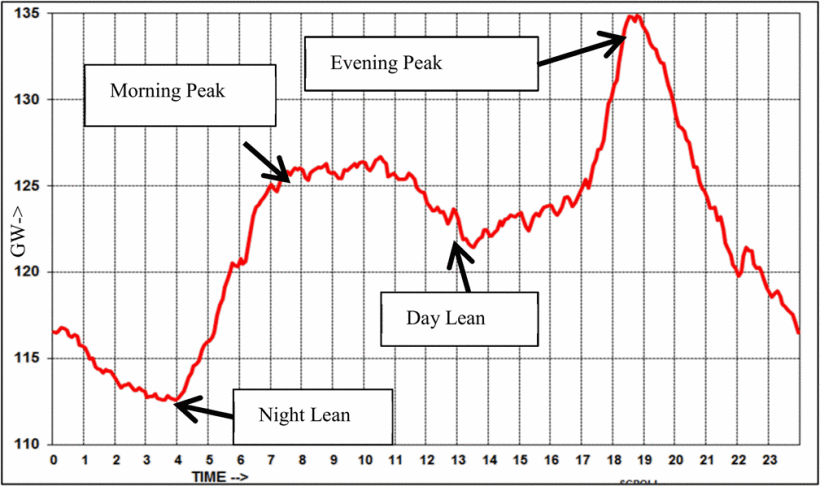 135
Evening Peak
Morning Peak
130
125
GW->
120
Day Lean
115
Night Lean
110
0 1 2 3 4 5 6 7 8 9 10 11 12 13 14 15 16 17 18 19 20 21 22 23
TIME -->